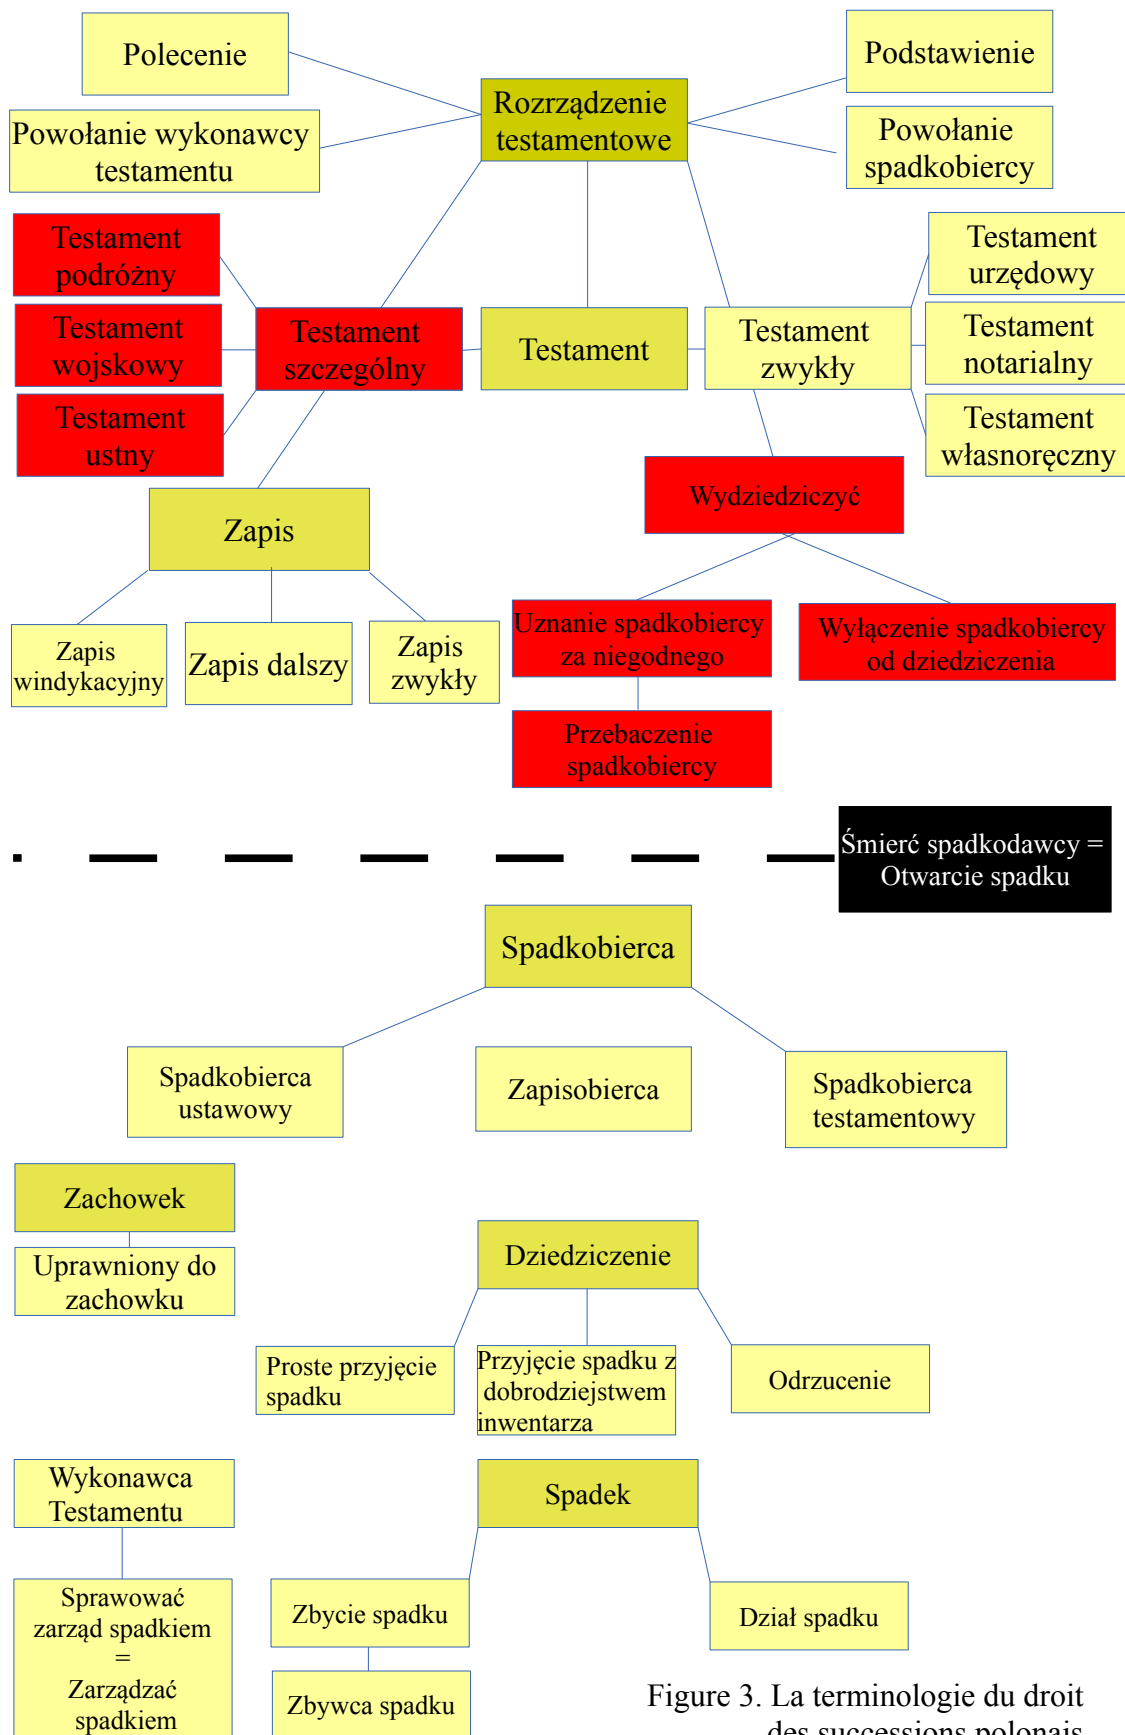 Polecenie
Podstawienie
Rozrządzenie
testamentowe
Powołanie wykonawcy
testamentu
Powołanie
spadkobiercy
Testament
podróżny
Testament
urzędowy
Testament
wojskowy
Testament
szczególny
Testament
Testament
zwykły
Testament
notarialny
Testament
ustny
Testament
własnoręczny
Wydziedziczyć
Zapis
Zapis
windykacyjny
Zapis dalszy
Zapis
zwykły
Uznanie spadkobiercy
za niegodnego
Wyłączenie spadkobiercy
od dziedziczenia
Przebaczenie
spadkobiercy
Śmierć spadkodawcy =
Otwarcie spadku
Spadkobierca
Spadkobierca
ustawowy
Zapisobierca
Spadkobierca
testamentowy
Zachowek
Uprawniony do
zachowku
Dziedziczenie
Proste przyjęcie
spadku
Przyjęcie spadku z
dobrodziejstwem
inwentarza
Odrzucenie
Wykonawca
Testamentu
Spadek
Sprawować
zarząd spadkiem
=
Zarządzać
spadkiem
Zbycie spadku
Dział spadku
Zbywca spadku
Figure 3. La terminologie du droit
des successions polonais